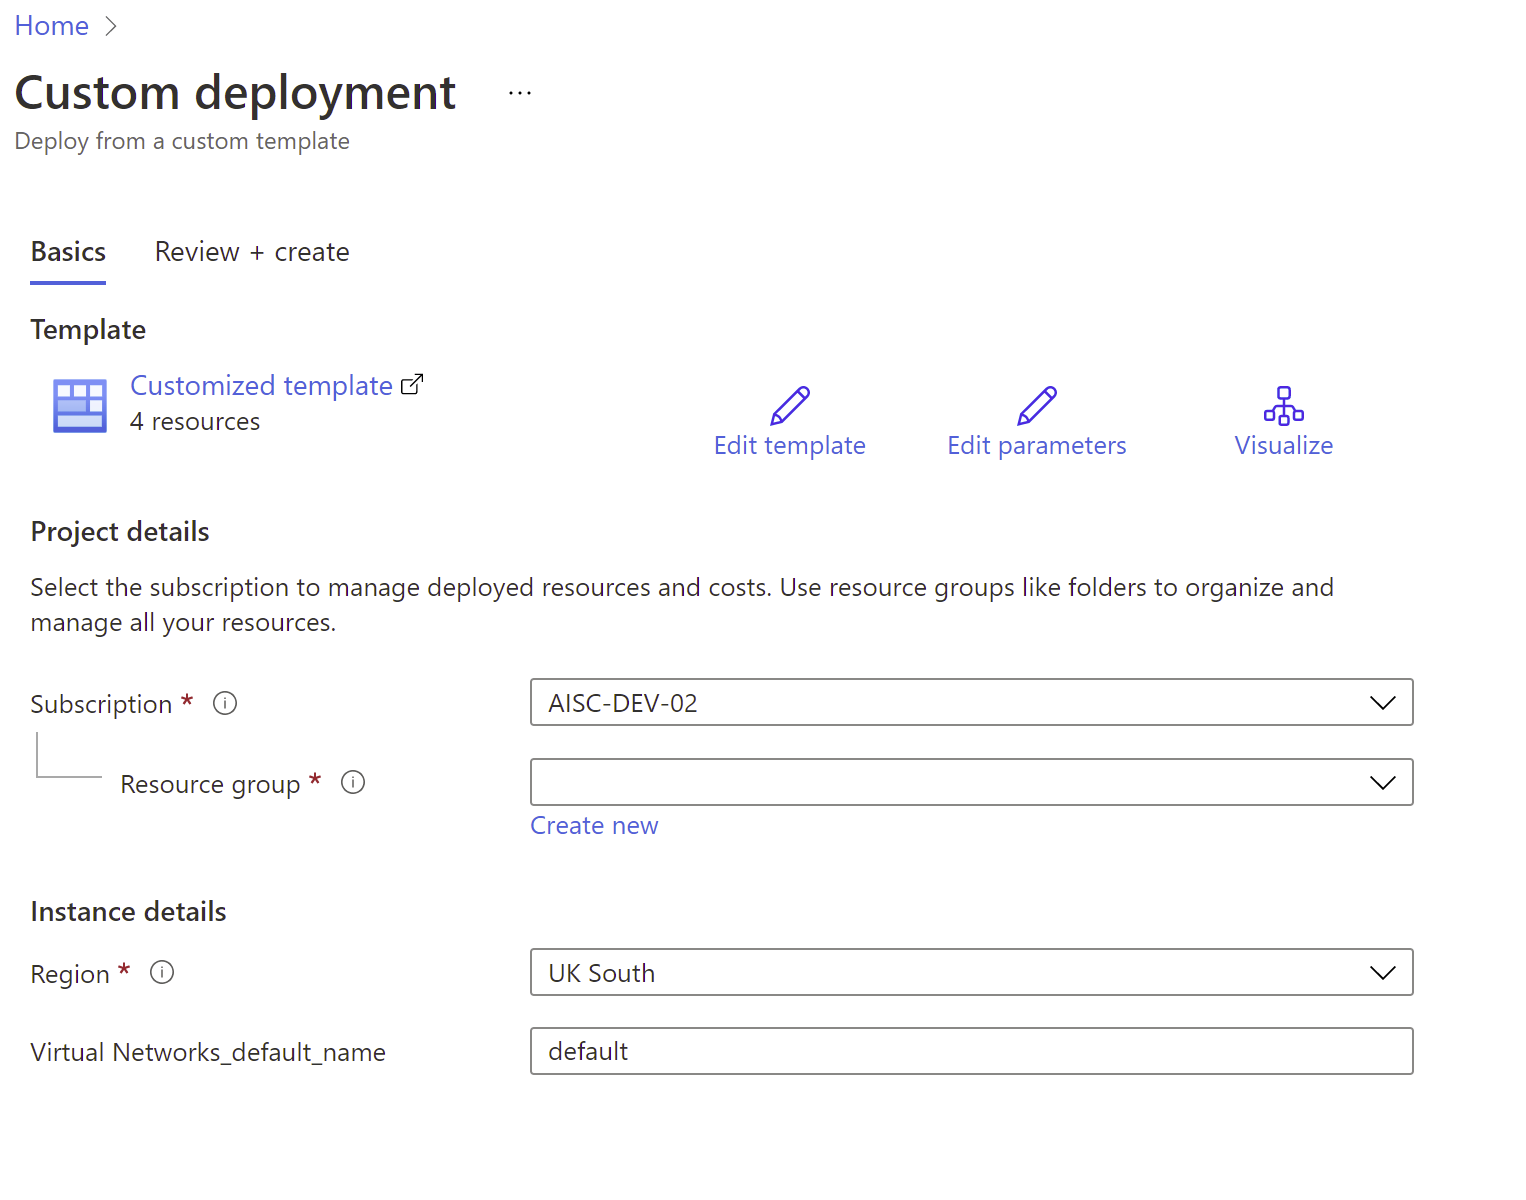 Home
Custom deployment ...
Deploy from a custom template
Basics Review + create
Template
Customized template
4 resources
Edit template Edit parameters Visualize
Project details
Select the subscription to manage deployed resources and costs. Use resource groups like folders to organize and
manage all your resources.
Subscription * AISC-DEV-02
Resource group *
Create new
Instance details
Region * UK South
Virtual Networks_default_name default